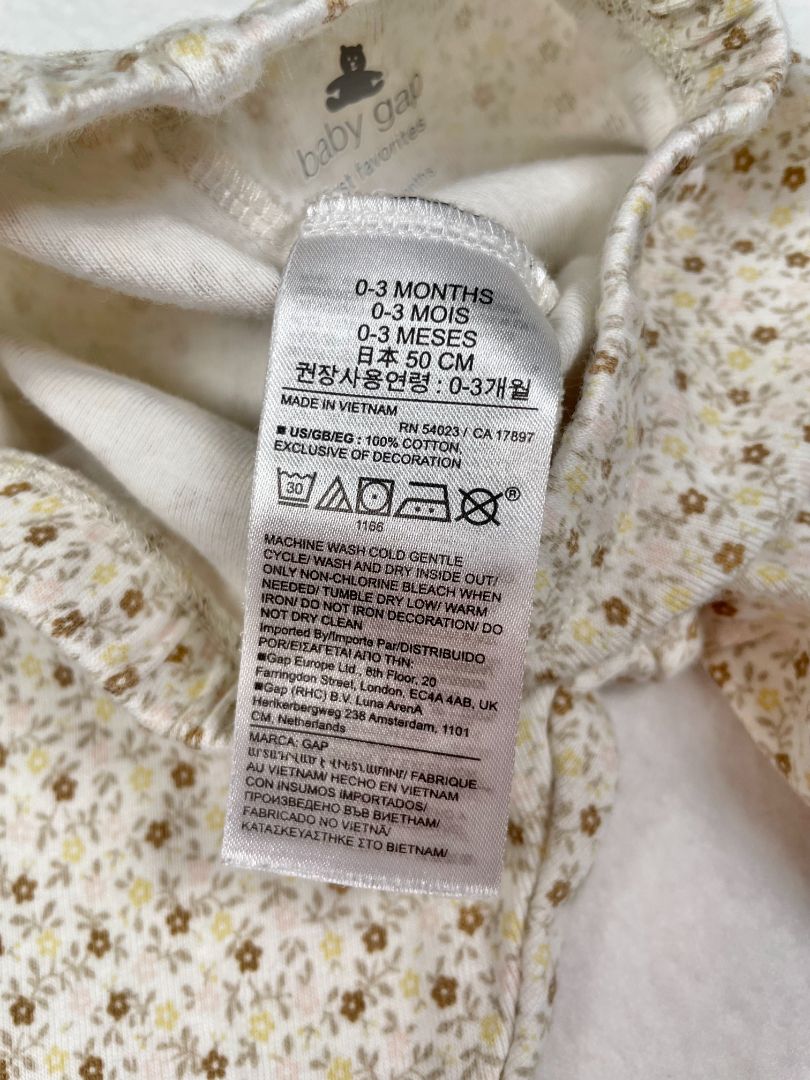 baby gap
favorites
0-3 MONTHS
0-3 MOIS
0-3 MESES
日本 50 CM
권장사용연령 : 0-3개월
MADE IN VIETNAM
RN 54023 / CA 17897
■ US/GB/EG : 100% COTTON,
EXCLUSIVE OF DECORATION
30
1166
®
MACHINE WASH COLD GENTLE
CYCLE/ WASH AND DRY INSIDE OUT/
ONLY NON-CHLORINE BLEACH WHEN
NEEDED/ TUMBLE DRY LOW/ WARM
IRON/ DO NOT IRON DECORATION/ DO
NOT DRY CLEAN
Imported By/Importe Par/DISTRIBUIDO
POR/ΕΙΣΑΓΕΤΑΙ ΑΠΟ ΤΗΝ:
■Gap Europe Ltd., 8th Floor, 20
Farringdon Street, London, EC4A 4AB, UK
■Gap (RHC) B.V. Luna ArenA
Herikerbergweg 238 Amsterdam, 1101
CM, Netherlands
MARCA: GAP
ԱՐՏԱԴՐՎԱԾ Է ՎԻԵՏՆԱՄՈՒՄ/ FABRIQUE
AU VIETNAM/ HECHO EN VIETNAM
CON INSUMOS IMPORTADOS/
ПРОИЗВЕДЕНО ВЪВ ВИЕТНАМ/
FABRICADO NO VIETNÃ/
ΚΑΤΑΣΚΕΥΑΣΤΗΚΕ ΣΤΟ ΒΙΕΤΝΑΜ/